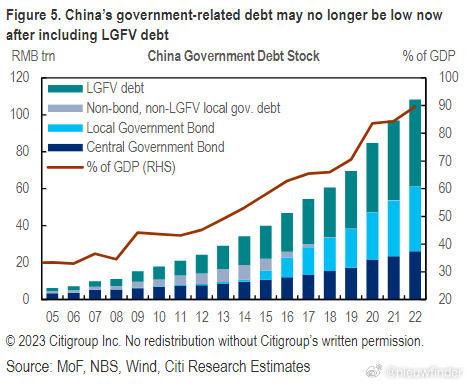 Figure 5. China's government-related debt may no longer be low now
after including LGFV debt
RMB trn China Government Debt Stock % of GDP
LGFV debt
Non-bond, non-LGFV local gov. debt
Local Government Bond
Central Government Bond
% of GDP (RHS)
120
100
80
60
40
20
0
100
90
80
70
60
50
40
30
20
05 06 07 08 09 10 11 12 13 14 15 16 17 18 19 20 21 22
© 2023 Citigroup Inc. No redistribution without Citigroup's written permission.
Source: MoF, NBS, Wind, Citi Research Estimates